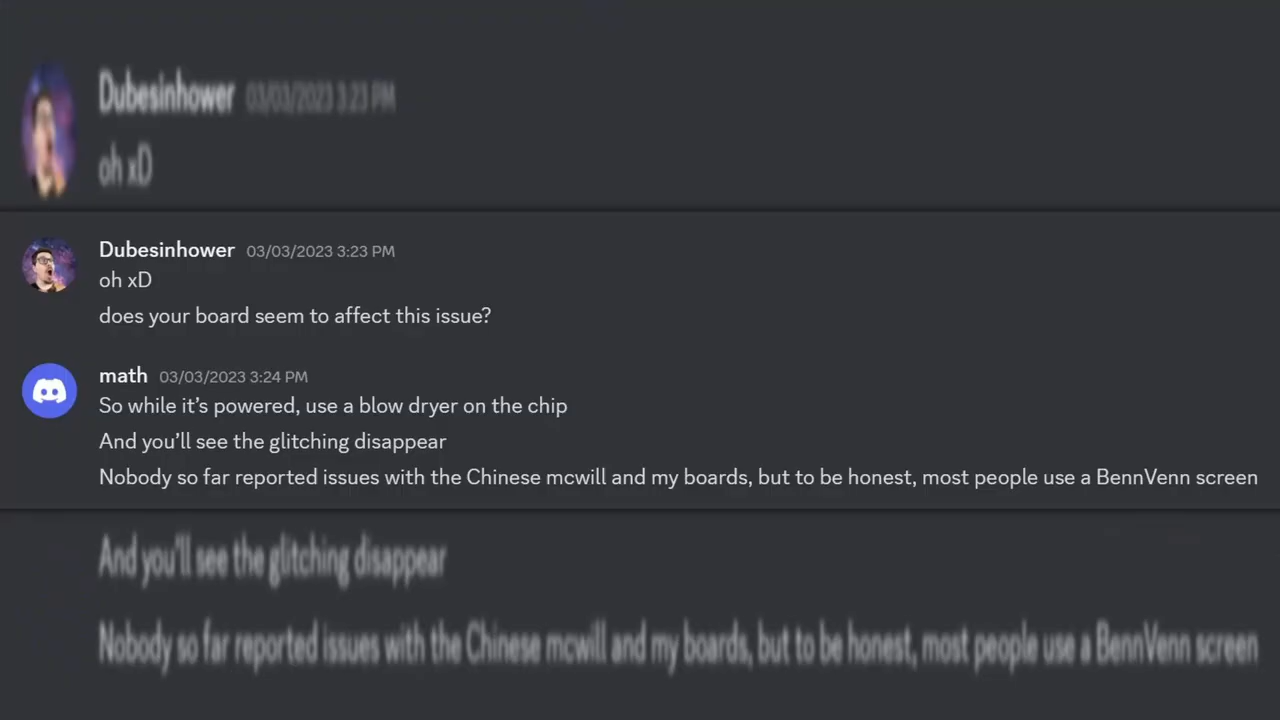 Dubesinhower 03/03/2023 3:23 PM
oh xD
Dubesinhower 03/03/2023 3:23 PM
oh xD
does your board seem to affect this issue?
math 03/03/2023 3:24 PM
So while it’s powered, use a blow dryer on the chip
And you’ll see the glitching disappear
Nobody so far reported issues with the Chinese mcwill and my boards, but to be honest, most people use a BennVenn screen
And you’ll see the glitching disappear
Nobody so far reported issues with the Chinese mcwill and my boards, but to be honest, most people use a BennVenn screen